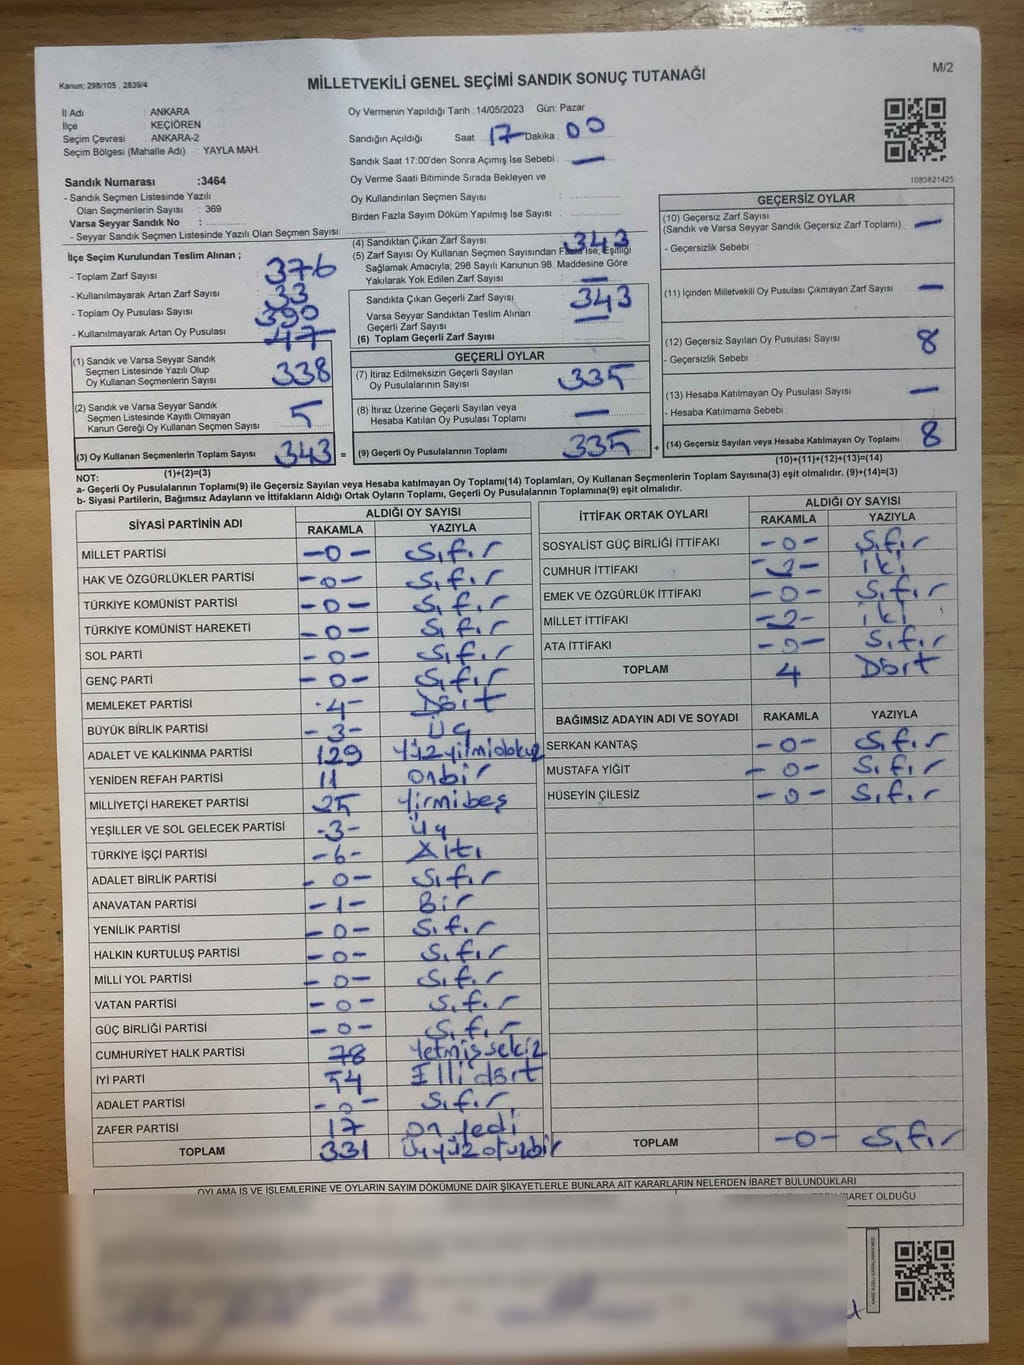 Kanun; 298/105 , 2839/4
MİLLETVEKİLİ GENEL SEÇİMİ SANDIK SONUÇ TUTANAĞI
M/2
İl Adı : ANKARA
İlçe : KEÇİÖREN
Seçim Çevresi : ANKARA-2
Seçim Bölgesi (Mahalle Adı) : YAYLA MAH.
Sandık Numarası :3464
- Sandık Seçmen Listesinde Yazılı
Olan Seçmenlerin Sayısı : 369
Varsa Seyyar Sandık No :
- Seyyar Sandık Seçmen Listesinde Yazılı Olan Seçmen Sayısı:
Oy Vermenin Yapıldığı Tarih : 14/05/2023 Gün: Pazar
Sandığın Açıldığı Saat 17 Dakika : 00
Sandık Saat 17:00'den Sonra Açımış İse Sebebi : —
Oy Verme Saati Bitiminde Sırada Bekleyen ve
Oy Kullandırılan Seçmen Sayısı :
Birden Fazla Sayım Döküm Yapılmış İse Sayısı :
1083821425
İlçe Seçim Kurulundan Teslim Alınan ;
- Toplam Zarf Sayısı : 376
- Kullanılmayarak Artan Zarf Sayısı : 33
- Toplam Oy Pusulası Sayısı : 390
- Kullanılmayarak Artan Oy Pusulası : 47
(1) Sandık ve Varsa Seyyar Sandık
Seçmen Listesinde Yazılı Olup
Oy Kullanan Seçmenlerin Sayısı : 338
(2) Sandık ve Varsa Seyyar Sandık
Seçmen Listesinde Kayıtlı Olmayan
Kanun Gereği Oy Kullanan Seçmen Sayısı : 5
(3) Oy Kullanan Seçmenlerin Toplam Sayısı : 343 =
(1)+(2)=(3)
(4) Sandıktan Çıkan Zarf Sayısı : 343
(5) Zarf Sayısı Oy Kullanan Seçmen Sayısından Fazla İse, Eşitliği
Sağlamak Amacıyla; 298 Sayılı Kanunun 98. Maddesine Göre
Yakılarak Yok Edilen Zarf Sayısı : —
Sandıkta Çıkan Geçerli Zarf Sayısı : 343
Varsa Seyyar Sandıktan Teslim Alınan
Geçerli Zarf Sayısı : —
(6) Toplam Geçerli Zarf Sayısı :
GEÇERLİ OYLAR
(7) İtiraz Edilmeksizin Geçerli Sayılan
Oy Pusulalarının Sayısı : 335
(8) İtiraz Üzerine Geçerli Sayılan veya
Hesaba Katılan Oy Pusulası Toplamı : —
(9) Geçerli Oy Pusulalarının Toplamı : 335 +
GEÇERSİZ OYLAR
(10) Geçersiz Zarf Sayısı
(Sandık ve Varsa Seyyar Sandık Geçersiz Zarf Toplamı) : —
- Geçersizlik Sebebi :
(11) İçinden Milletvekili Oy Pusulası Çıkmayan Zarf Sayısı : —
(12) Geçersiz Sayılan Oy Pusulası Sayısı : 8
- Geçersizlik Sebebi :
(13) Hesaba Katılmayan Oy Pusulası Sayısı : —
- Hesaba Katılmama Sebebi :
(14) Geçersiz Sayılan veya Hesaba Katılmayan Oy Toplamı : 8
(10)+(11)+(12)+(13)=(14)
NOT:
a- Geçerli Oy Pusulalarının Toplamı(9) ile Geçersiz Sayılan veya Hesaba katılmayan Oy Toplamı(14) Toplamları, Oy Kullanan Seçmenlerin Toplam Sayısına(3) eşit olmalıdır. (9)+(14)=(3)
b- Siyasi Partilerin, Bağımsız Adayların ve İttifakların Aldığı Ortak Oyların Toplamı, Geçerli Oy Pusulalarının Toplamına(9) eşit olmalıdır.
SİYASİ PARTİNİN ADI ALDIĞI OY SAYISI
RAKAMLA YAZIYLA
MİLLET PARTİSİ -0- Sıfır
HAK VE ÖZGÜRLÜKLER PARTİSİ -0- Sıfır
TÜRKİYE KOMÜNİST PARTİSİ -0- Sıfır
TÜRKİYE KOMÜNİST HAREKETİ -0- Sıfır
SOL PARTİ -0- Sıfır
GENÇ PARTİ -0- Sıfır
MEMLEKET PARTİSİ -4- Dört
BÜYÜK BİRLİK PARTİSİ -3- Üç
ADALET VE KALKINMA PARTİSİ 129 Yüzyilmidokuz
YENİDEN REFAH PARTİSİ 11 onbir
MİLLİYETÇİ HAREKET PARTİSİ 25 Yirmibeş
YEŞİLLER VE SOL GELECEK PARTİSİ -3- Üç
TÜRKİYE İŞÇİ PARTİSİ -6- Altı
ADALET BİRLİK PARTİSİ -0- Sıfır
ANAVATAN PARTİSİ -1- Bir
YENİLİK PARTİSİ -0- Sıfır
HALKIN KURTULUŞ PARTİSİ -0- Sıfır
MİLLİ YOL PARTİSİ -0- Sıfır
VATAN PARTİSİ -0- Sıfır
GÜÇ BİRLİĞİ PARTİSİ -0- Sıfır
CUMHURİYET HALK PARTİSİ 78 Yetmişsekiz
İYİ PARTİ 54 Elli dört
ADALET PARTİSİ -0- Sıfır
ZAFER PARTİSİ 17 on yedi
TOPLAM 331 Üçyüzotuzbir
İTTİFAK ORTAK OYLARI ALDIĞI OY SAYISI
RAKAMLA YAZIYLA
SOSYALİST GÜÇ BİRLİĞİ İTTİFAKI -0- Sıfır
CUMHUR İTTİFAKI -2- iki
EMEK VE ÖZGÜRLÜK İTTİFAKI -0- Sıfır
MİLLET İTTİFAKI -2- iki
ATA İTTİFAKI -0- Sıfır
TOPLAM 4 Dört
BAĞIMSIZ ADAYIN ADI VE SOYADI RAKAMLA YAZIYLA
SERKAN KANTAŞ -0- Sıfır
MUSTAFA YİĞİT -0- Sıfır
HÜSEYİN ÇİLESİZ -0- Sıfır
TOPLAM -0- Sıfır
OYLAMA İŞ VE İŞLEMLERİNE VE OYLARIN SAYIM DÖKÜMÜNE DAİR ŞİKAYETLERLE BUNLARA AİT KARARLARIN NELERDEN İBARET BULUNDUKLARI
BARET OLDUĞU